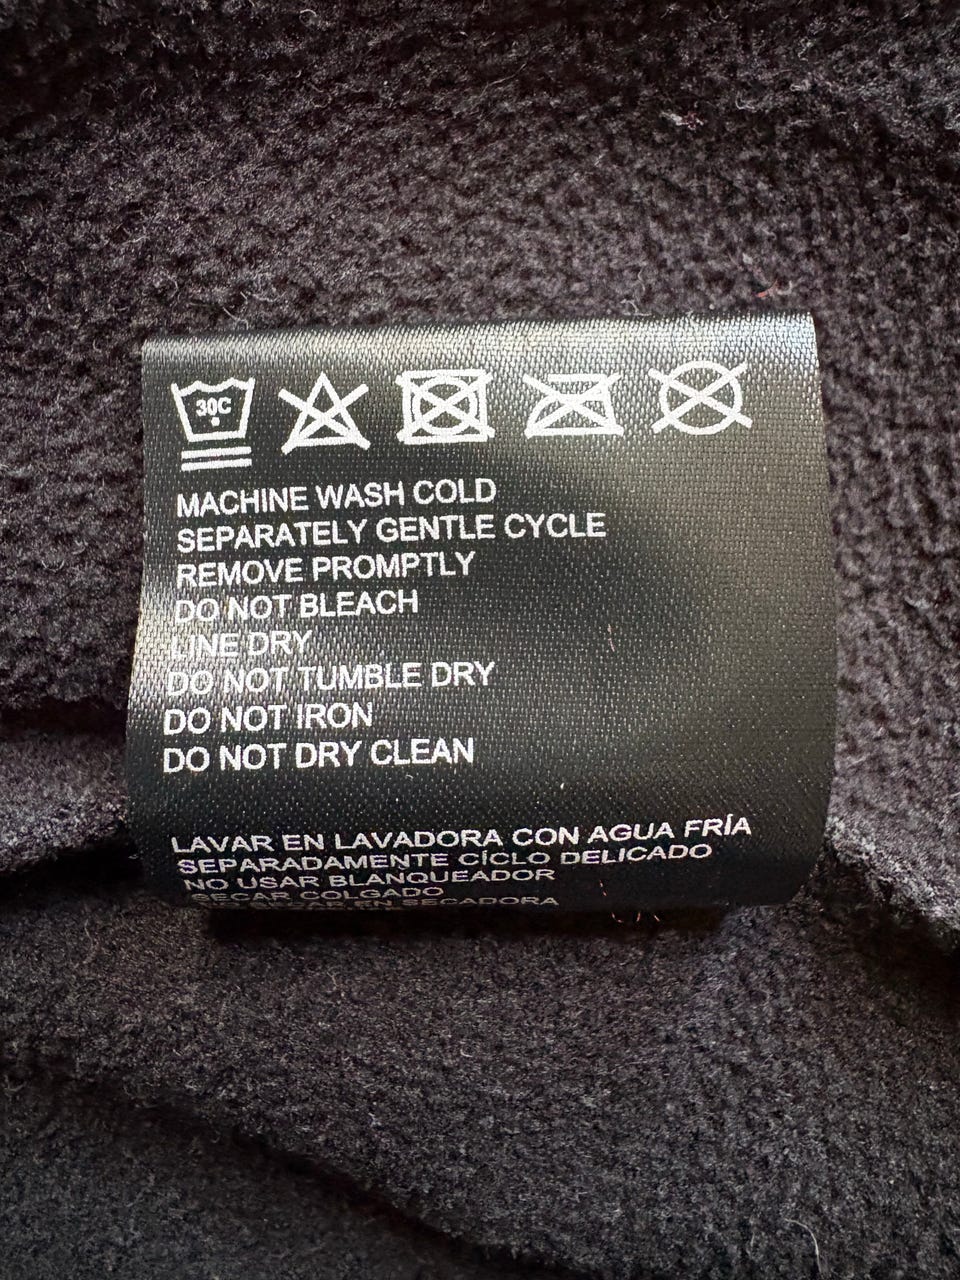 30C
MACHINE WASH COLD
SEPARATELY GENTLE CYCLE
REMOVE PROMPTLY
DO NOT BLEACH
LINE DRY
DO NOT TUMBLE DRY
DO NOT IRON
DO NOT DRY CLEAN
LAVAR EN LAVADORA CON AGUA FRÍA
SEPARADAMENTE CÍCLO DELICADO
NO USAR BLANQUEADOR
SECAR COLGADO
EN SECADORA